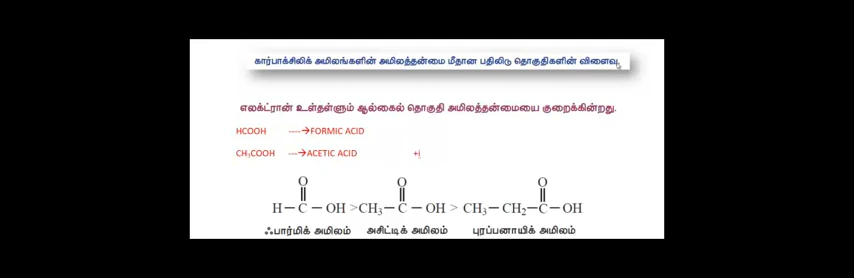 கார்பாக்சிலிக் அமிலங்களின் அமிலத்தன்மை மீதான பதிலிடு தொகுதிகளின் விளைவு.
எலக்ட்ரான் உள்தள்ளும் ஆல்கைல் தொகுதி அமிலத்தன்மையை குறைக்கின்றது.
HCOOH ----→FORMIC ACID
CH₃COOH ---→ACETIC ACID +i
O O O
H — C — OH > CH₃ — C — OH > CH₃ — CH₂ — C — OH
ஃபார்மிக் அமிலம் அசிட்டிக் அமிலம் புரப்பனாயிக் அமிலம்